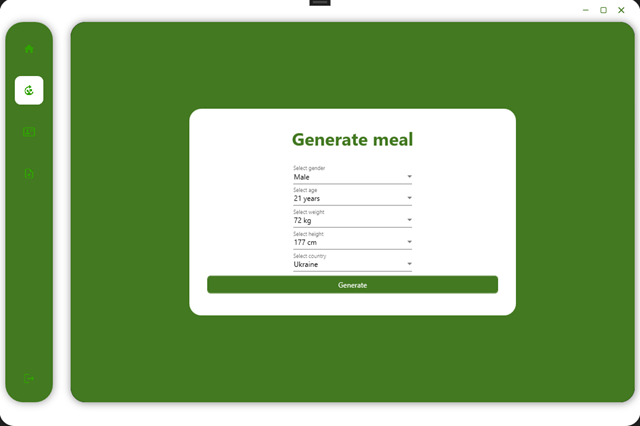 Generate meal
Select gender
Male
Select age
21 years
Select weight
72 kg
Select height
177 cm
Select country
Ukraine
Generate